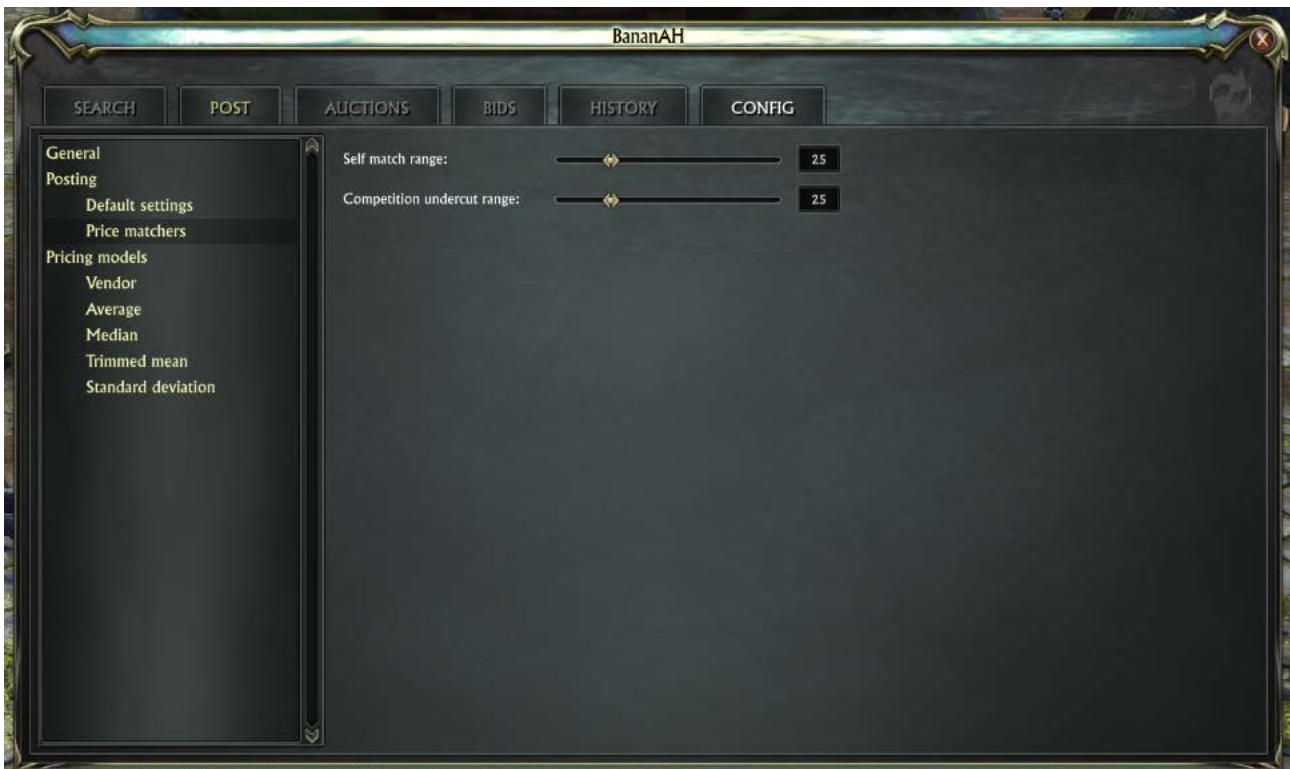 BananAH
SEARCH POST AUCTIONS BIDS HISTORY CONFIG
General
Posting
Default settings
Price matchers
Pricing models
Vendor
Average
Median
Trimmed mean
Standard deviation
Self match range: 25
Competition undercut range: 25